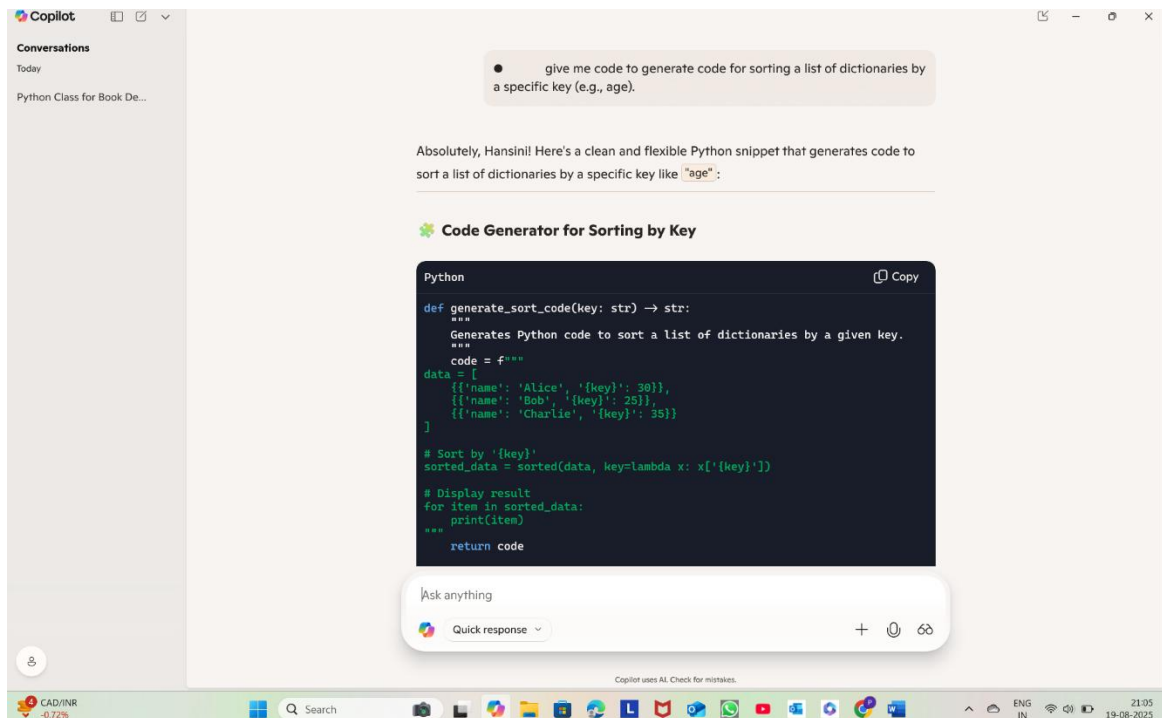 Copilot
Conversations
Today
Python Class for Book De...
● give me code to generate code for sorting a list of dictionaries by
a specific key (e.g., age).
Absolutely, Hansini! Here's a clean and flexible Python snippet that generates code to
sort a list of dictionaries by a specific key like "age" :
Code Generator for Sorting by Key
Python
Copy
def generate_sort_code(key: str) → str:
    """
    Generates Python code to sort a list of dictionaries by a given key.
    """
    code = f"""
data = [
    {{'name': 'Alice', '{key}': 30}},
    {{'name': 'Bob', '{key}': 25}},
    {{'name': 'Charlie', '{key}': 35}}
]
# Sort by '{key}'
sorted_data = sorted(data, key=lambda x: x['{key}'])
# Display result
for item in sorted_data:
    print(item)
"""
    return code
Ask anything
Quick response
Copilot uses AI. Check for mistakes.
4
CAD/INR
-0.72%
Search
L
ENG
IN
21:05
19-08-2025